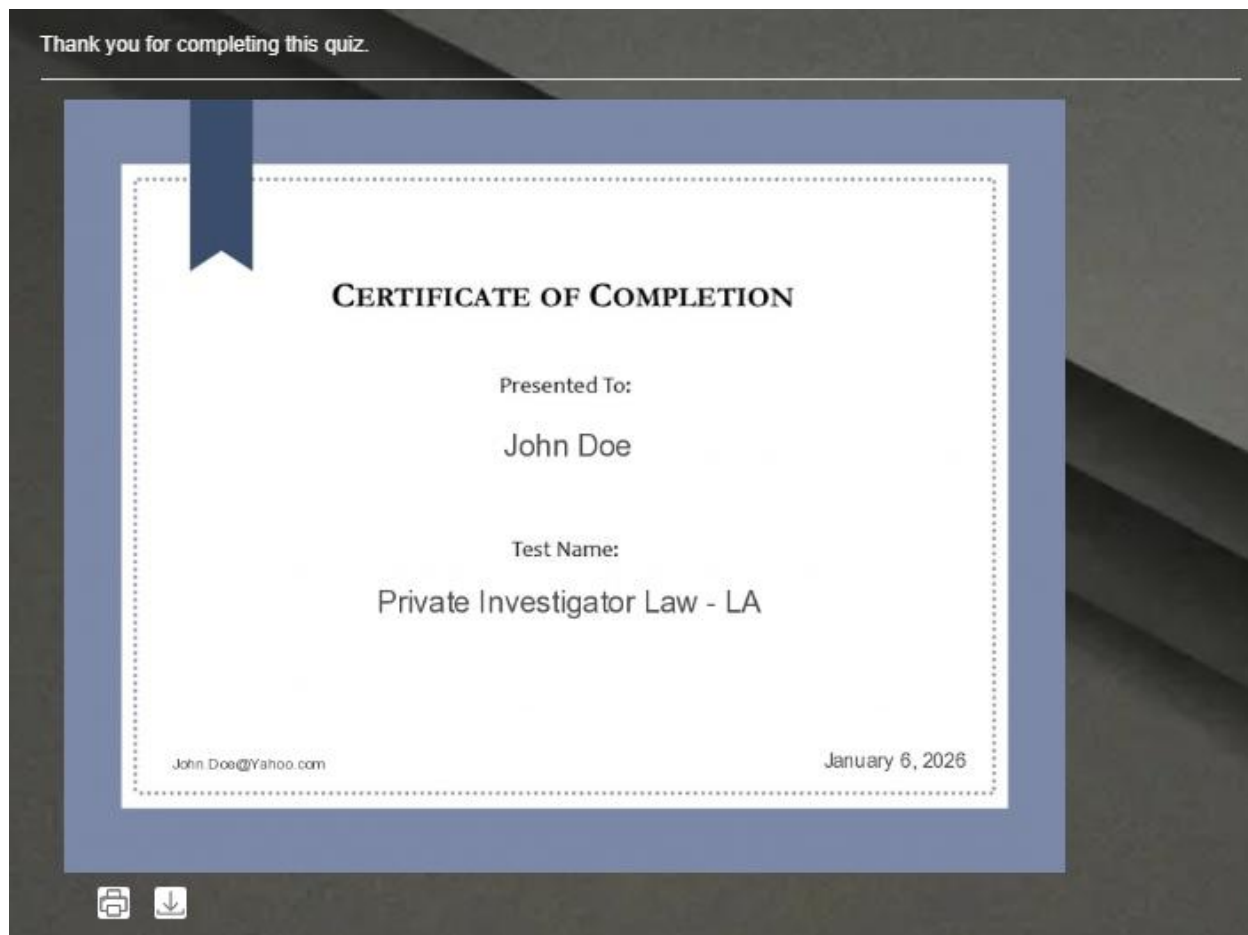 Thank you for completing this quiz.
CERTIFICATE OF COMPLETION
Presented To:
John Doe
Test Name:
Private Investigator Law - LA
John.Doe@Yahoo.com
January 6, 2026